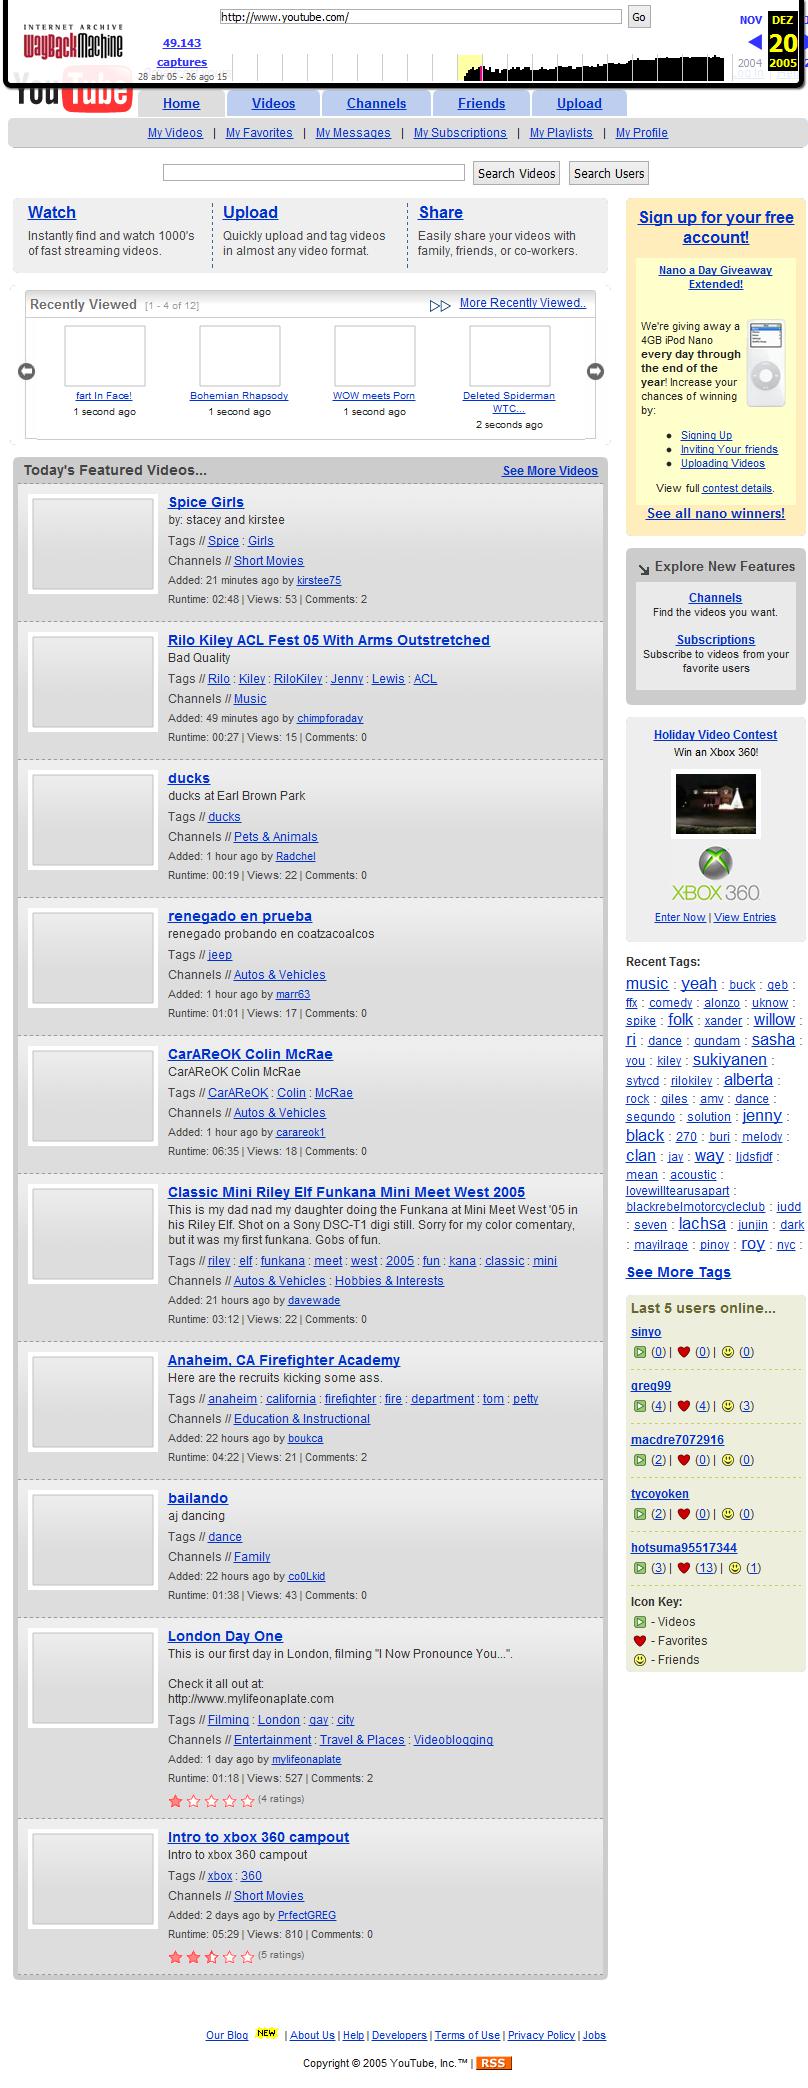 http://www.youtube.com/ Go
INTERNET ARCHIVE
WayBackMachine
49.143
captures
28 abr 05 - 26 ago 15
NOV DEZ
20
2004 2005
YouTube
Home Videos Channels Friends Upload
My Videos | My Favorites | My Messages | My Subscriptions | My Playlists | My Profile
Search Videos Search Users
Watch
Instantly find and watch 1000's
of fast streaming videos.
Upload
Quickly upload and tag videos
in almost any video format.
Share
Easily share your videos with
family, friends, or co-workers.
Recently Viewed [1 - 4 of 12] More Recently Viewed..
fart In Face!
1 second ago
Bohemian Rhapsody
1 second ago
WOW meets Porn
1 second ago
Deleted Spiderman
WTC...
2 seconds ago
Today's Featured Videos... See More Videos
Spice Girls
by: stacey and kirstee
Tags // Spice : Girls
Channels // Short Movies
Added: 21 minutes ago by kirstee75
Runtime: 02:48 | Views: 53 | Comments: 2
Rilo Kiley ACL Fest 05 With Arms Outstretched
Bad Quality
Tags // Rilo : Kiley : RiloKiley : Jenny : Lewis : ACL
Channels // Music
Added: 49 minutes ago by chimpforaday
Runtime: 00:27 | Views: 15 | Comments: 0
ducks
ducks at Earl Brown Park
Tags // ducks
Channels // Pets & Animals
Added: 1 hour ago by Radchel
Runtime: 00:19 | Views: 22 | Comments: 0
renegado en prueba
renegado probando en coatzacoalcos
Tags // jeep
Channels // Autos & Vehicles
Added: 1 hour ago by marr63
Runtime: 01:01 | Views: 17 | Comments: 0
CarAReOK Colin McRae
CarAReOK Colin McRae
Tags // CarAReOK : Colin : McRae
Channels // Autos & Vehicles
Added: 1 hour ago by carareok1
Runtime: 06:35 | Views: 18 | Comments: 0
Classic Mini Riley Elf Funkana Mini Meet West 2005
This is my dad nad my daughter doing the Funkana at Mini Meet West '05 in
his Riley Elf. Shot on a Sony DSC-T1 digi still. Sorry for my color comentary,
but it was my first funkana. Gobs of fun.
Tags // riley : elf : funkana : meet : west : 2005 : fun : kana : classic : mini
Channels // Autos & Vehicles : Hobbies & Interests
Added: 21 hours ago by davewade
Runtime: 03:12 | Views: 22 | Comments: 0
Anaheim, CA Firefighter Academy
Here are the recruits kicking some ass.
Tags // anaheim : california : firefighter : fire : department : tom : petty
Channels // Education & Instructional
Added: 22 hours ago by boukca
Runtime: 04:22 | Views: 21 | Comments: 2
bailando
aj dancing
Tags // dance
Channels // Family
Added: 22 hours ago by co0Lkid
Runtime: 01:38 | Views: 43 | Comments: 0
London Day One
This is our first day in London, filming "I Now Pronounce You...".
Check it all out at:
http://www.mylifeonaplate.com
Tags // Filming : London : gay : city
Channels // Entertainment : Travel & Places : Videoblogging
Added: 1 day ago by mylifeonaplate
Runtime: 01:18 | Views: 527 | Comments: 2
(4 ratings)
Intro to xbox 360 campout
Intro to xbox 360 campout
Tags // xbox : 360
Channels // Short Movies
Added: 2 days ago by PrfectGREG
Runtime: 05:29 | Views: 810 | Comments: 0
(5 ratings)
Sign up for your free
account!
Nano a Day Giveaway
Extended!
We're giving away a
4GB iPod Nano
every day through
the end of the
year! Increase your
chances of winning
by:
Signing Up
Inviting Your friends
Uploading Videos
View full contest details.
See all nano winners!
Explore New Features
Channels
Find the videos you want.
Subscriptions
Subscribe to videos from your
favorite users
Holiday Video Contest
Win an Xbox 360!
XBOX 360
Enter Now | View Entries
Recent Tags:
music : yeah : buck : geb :
ffx : comedy : alonzo : uknow :
spike : folk : xander : willow :
ri : dance : gundam : sasha :
you : kiley : sukiyanen :
sytycd : rilokiley : alberta :
rock : giles : amv : dance :
segundo : solution : jenny :
black : 270 : buri : melody :
clan : jay : way : ljdsfjdf :
mean : acoustic :
lovewilltearusapart :
blackrebelmotorcycleclub : iudd
: seven : lachsa : junjin : dark
: mayilrage : pinoy : roy : nyc :
See More Tags
Last 5 users online...
sinyo
(0) | (0) | (0)
greg99
(4) | (4) | (3)
macdre7072916
(2) | (0) | (0)
tycoyoken
(2) | (0) | (0)
hotsuma95517344
(3) | (13) | (1)
Icon Key:
- Videos
- Favorites
- Friends
Our Blog NEW | About Us | Help | Developers | Terms of Use | Privacy Policy | Jobs
Copyright © 2005 YouTube, Inc.™ | RSS